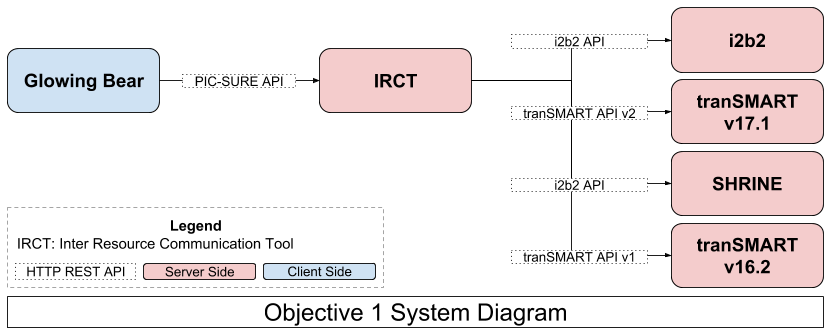 Glowing Bear
PIC-SURE API
IRCT
i2b2 API
i2b2
tranSMART API v2
tranSMART
v17.1
i2b2 API
SHRINE
tranSMART API v1
tranSMART
v16.2
Legend
IRCT: Inter Resource Communication Tool
HTTP REST API
Server Side
Client Side
Objective 1 System Diagram